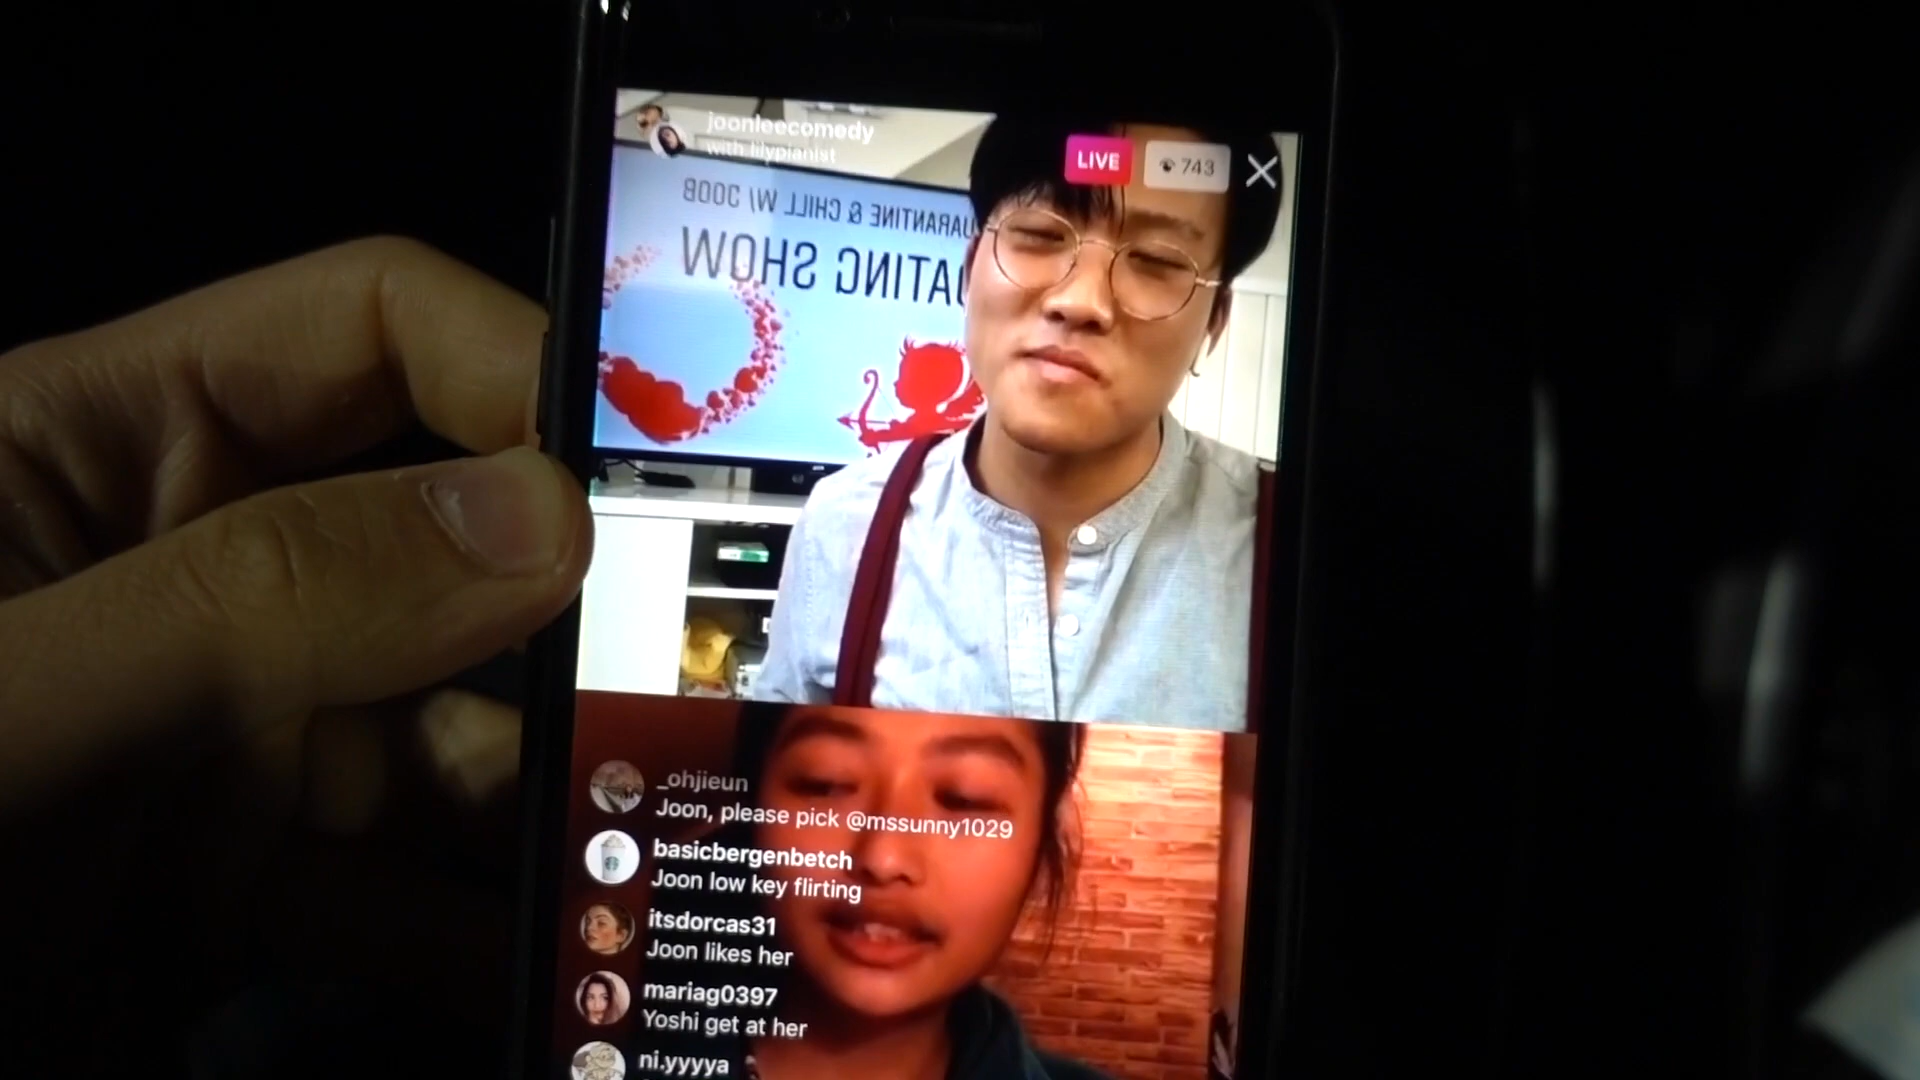 joonleecomedy
with lilypianist
LIVE
743
QUARANTINE & CHILL W/ JOOB
DATING SHOW
_ohjieun
Joon, please pick @mssunny1029
basicbergenbetch
Joon low key flirting
itsdorcas31
Joon likes her
mariag0397
Yoshi get at her
ni.yyyya